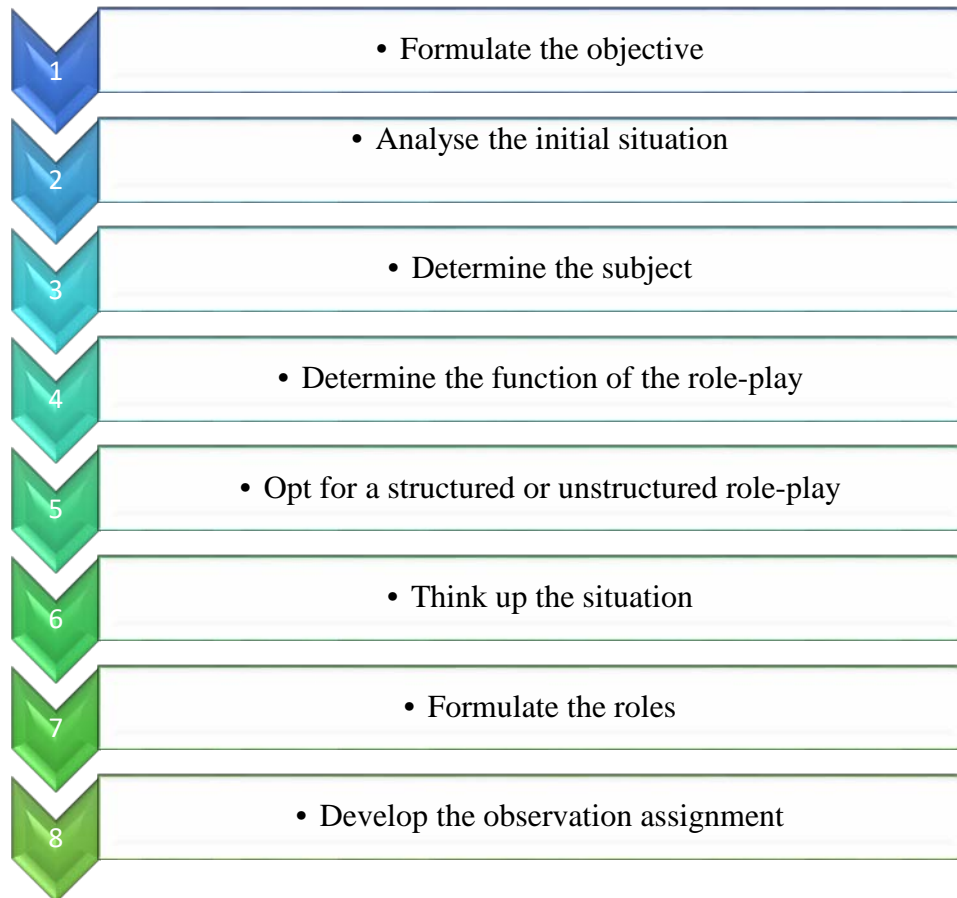 1
• Formulate the objective
2
• Analyse the initial situation
3
• Determine the subject
4
• Determine the function of the role-play
5
• Opt for a structured or unstructured role-play
6
• Think up the situation
7
• Formulate the roles
8
• Develop the observation assignment